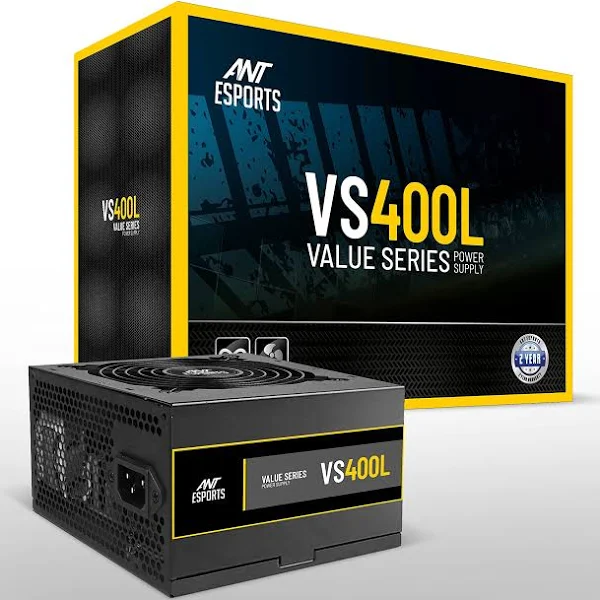 ANT
ESPORTS
VS400L
VALUE SERIES
POWER
SUPPLY
VS400L
VALUE SERIES
POWER SUPPLY
2 YEAR
ANT
ESPORTS
VALUE SERIES
POWER SUPPLY
VS400L